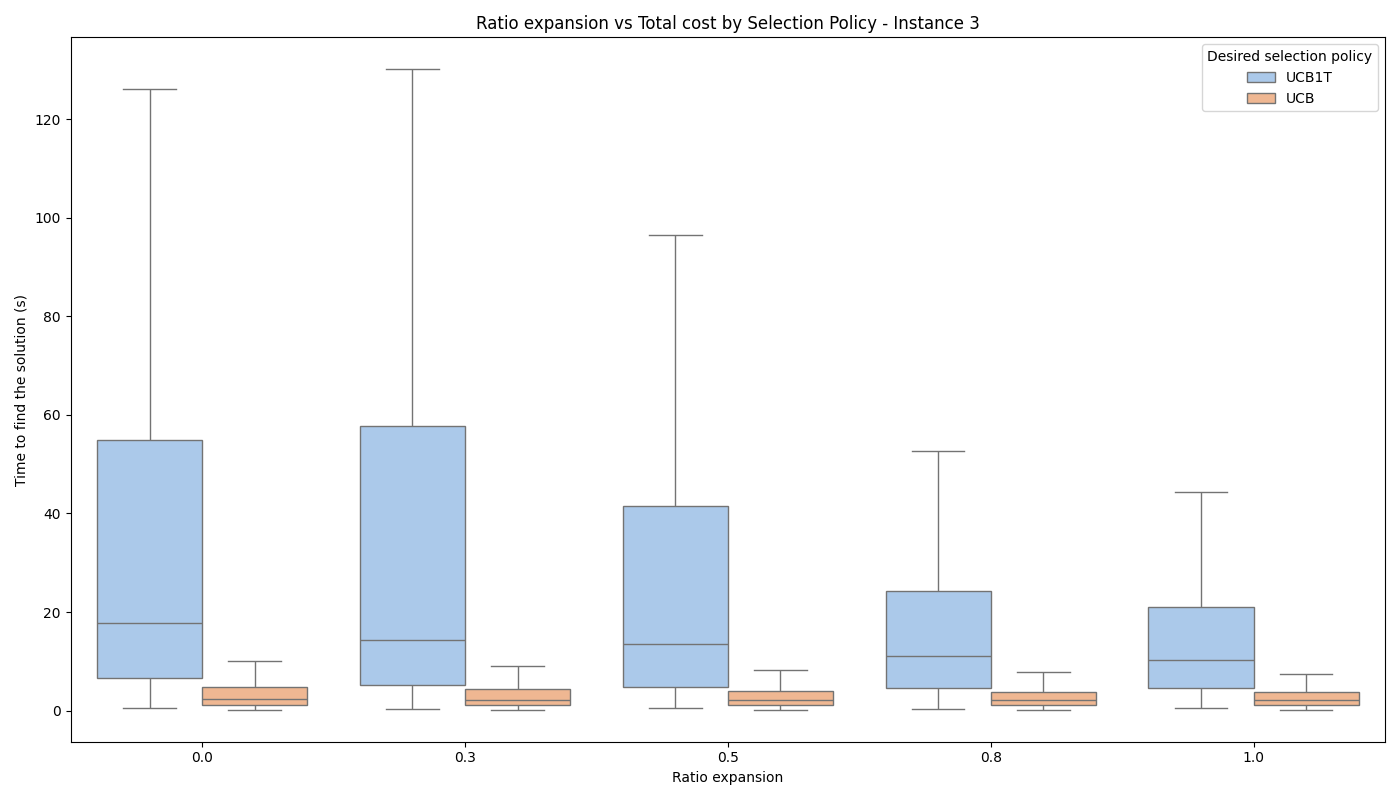 Ratio expansion vs Total cost by Selection Policy - Instance 3
Desired selection policy
UCB1T
UCB
Time to find the solution (s)
120
100
80
60
40
20
0
0.0
0.3
0.5
0.8
1.0
Ratio expansion